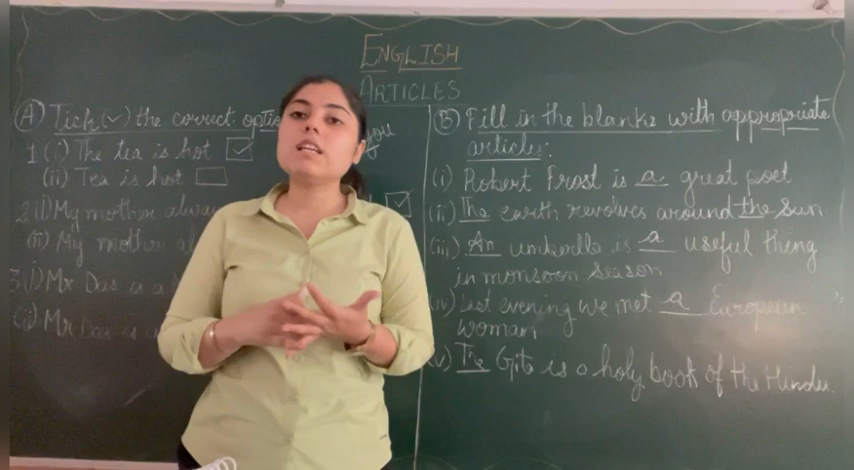 ENGLISH
ARTICLES
(A) Tick (✓) the correct
you
1 (i) The tea is hot ✓
(ii) Tea is hot
2 (i) My mother
✓
(ii) My mother
3 (i) Mr Das is a
(ii) Mr Das is
(B) Fill in the blanks with appropriate
articles:
(i) Robert Frost is a great poet
(ii) The earth revolves around the Sun
(iii) An umbrella is a useful thing
in monsoon season
(iv) Last evening we met a European
woman
(v) The Gita is a holy book of the Hindu